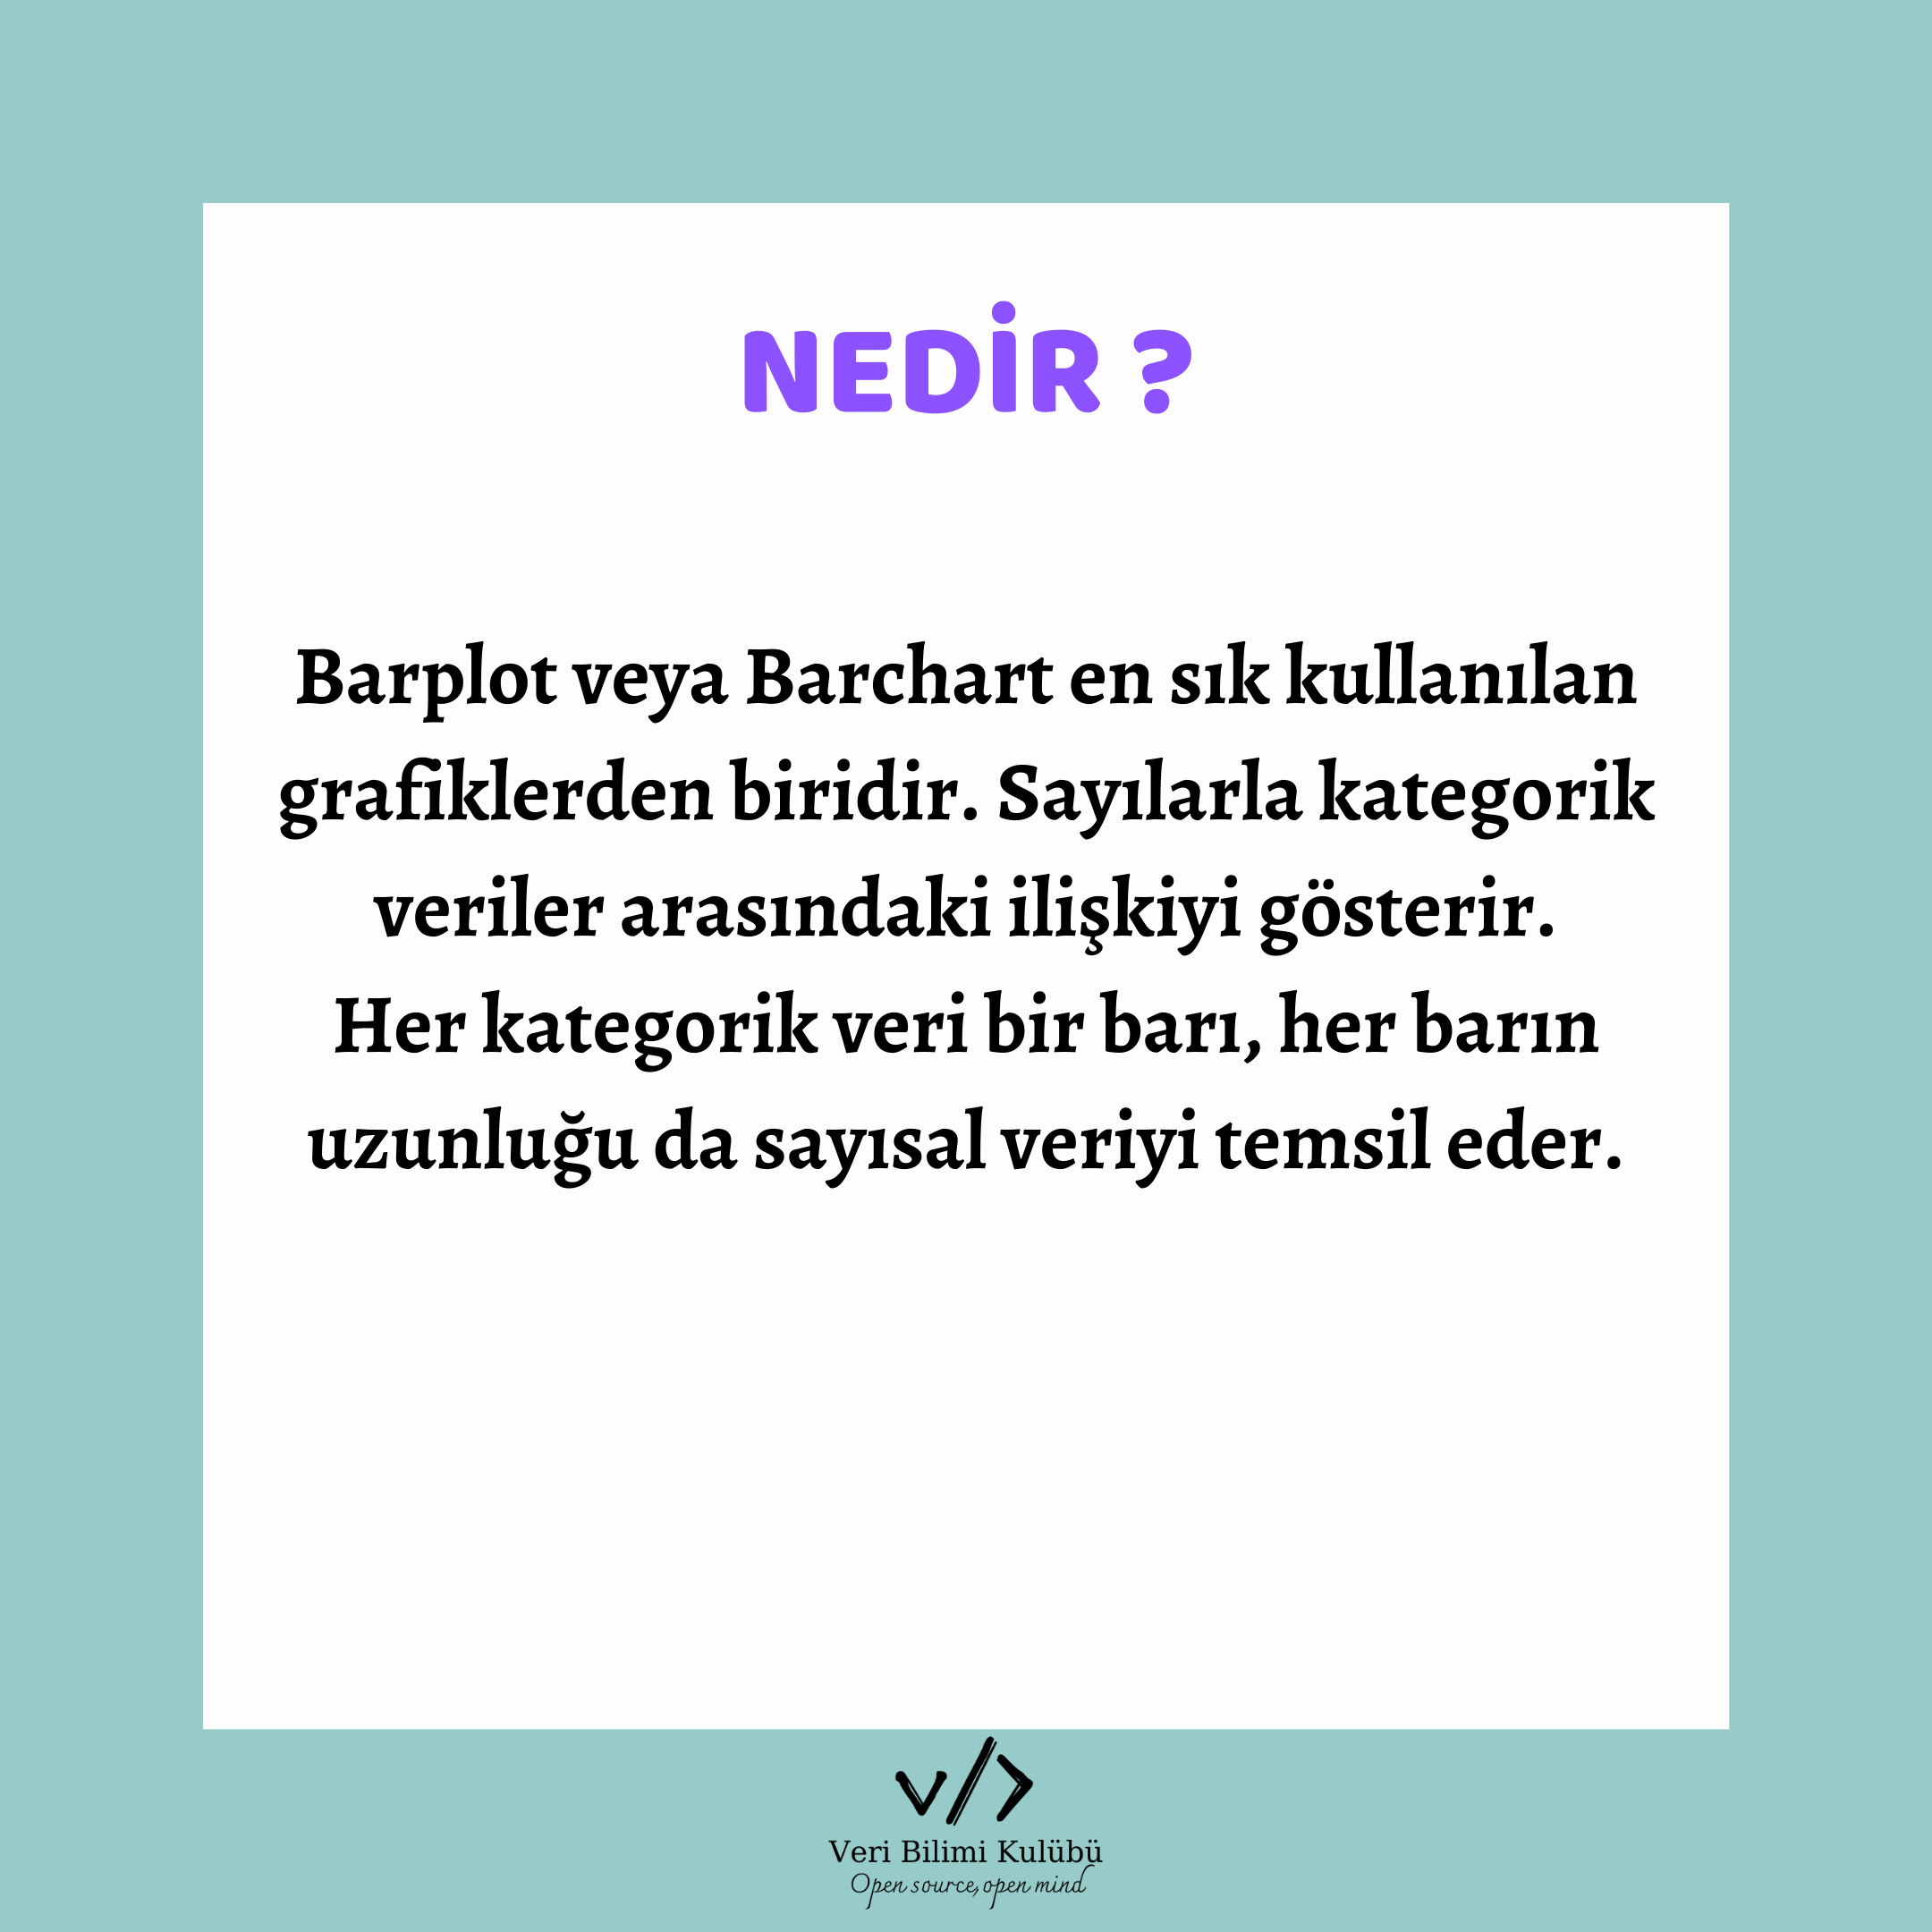 NEDİR ?
Barplot veya Barchart en sık kullanılan
grafiklerden biridir. Sayılarla kategorik
veriler arasındaki ilişkiyi gösterir.
Her kategorik veri bir barı, her barın
uzunluğu da sayısal veriyi temsil eder.
v/>
Veri Bilimi Kulübü
Open source, open mind